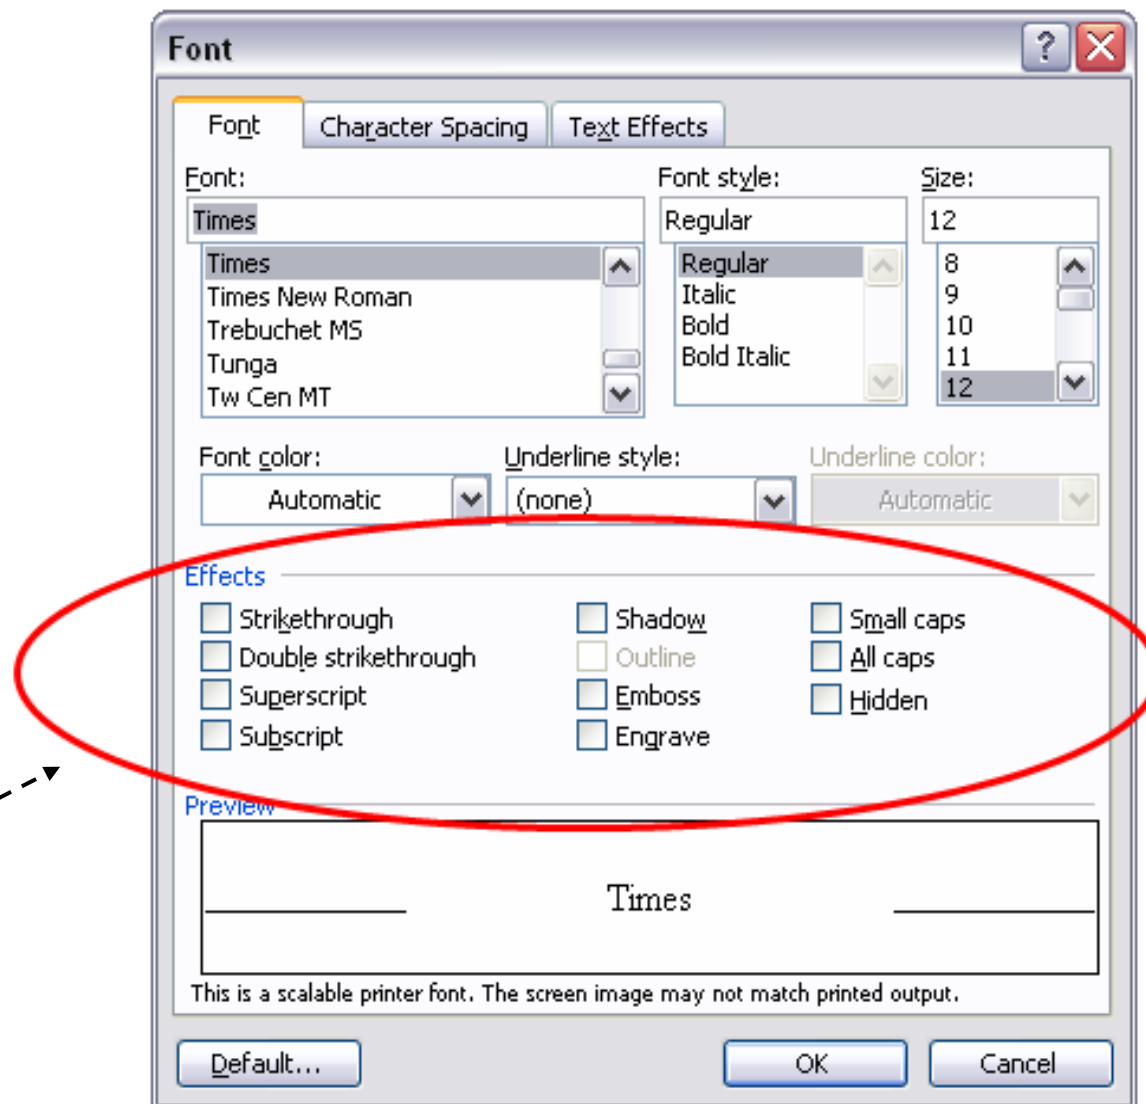 Font
?
Font Character Spacing Text Effects
Font: Font style: Size:
Times Regular 12
Times Regular 8
Times New Roman Italic 9
Trebuchet MS Bold 10
Tunga Bold Italic 11
Tw Cen MT 12
Font color: Underline style: Underline color:
Automatic (none) Automatic
Effects
Strikethrough Shadow Small caps
Double strikethrough Outline All caps
Superscript Emboss Hidden
Subscript Engrave
Preview
Times
This is a scalable printer font. The screen image may not match printed output.
Default... OK Cancel